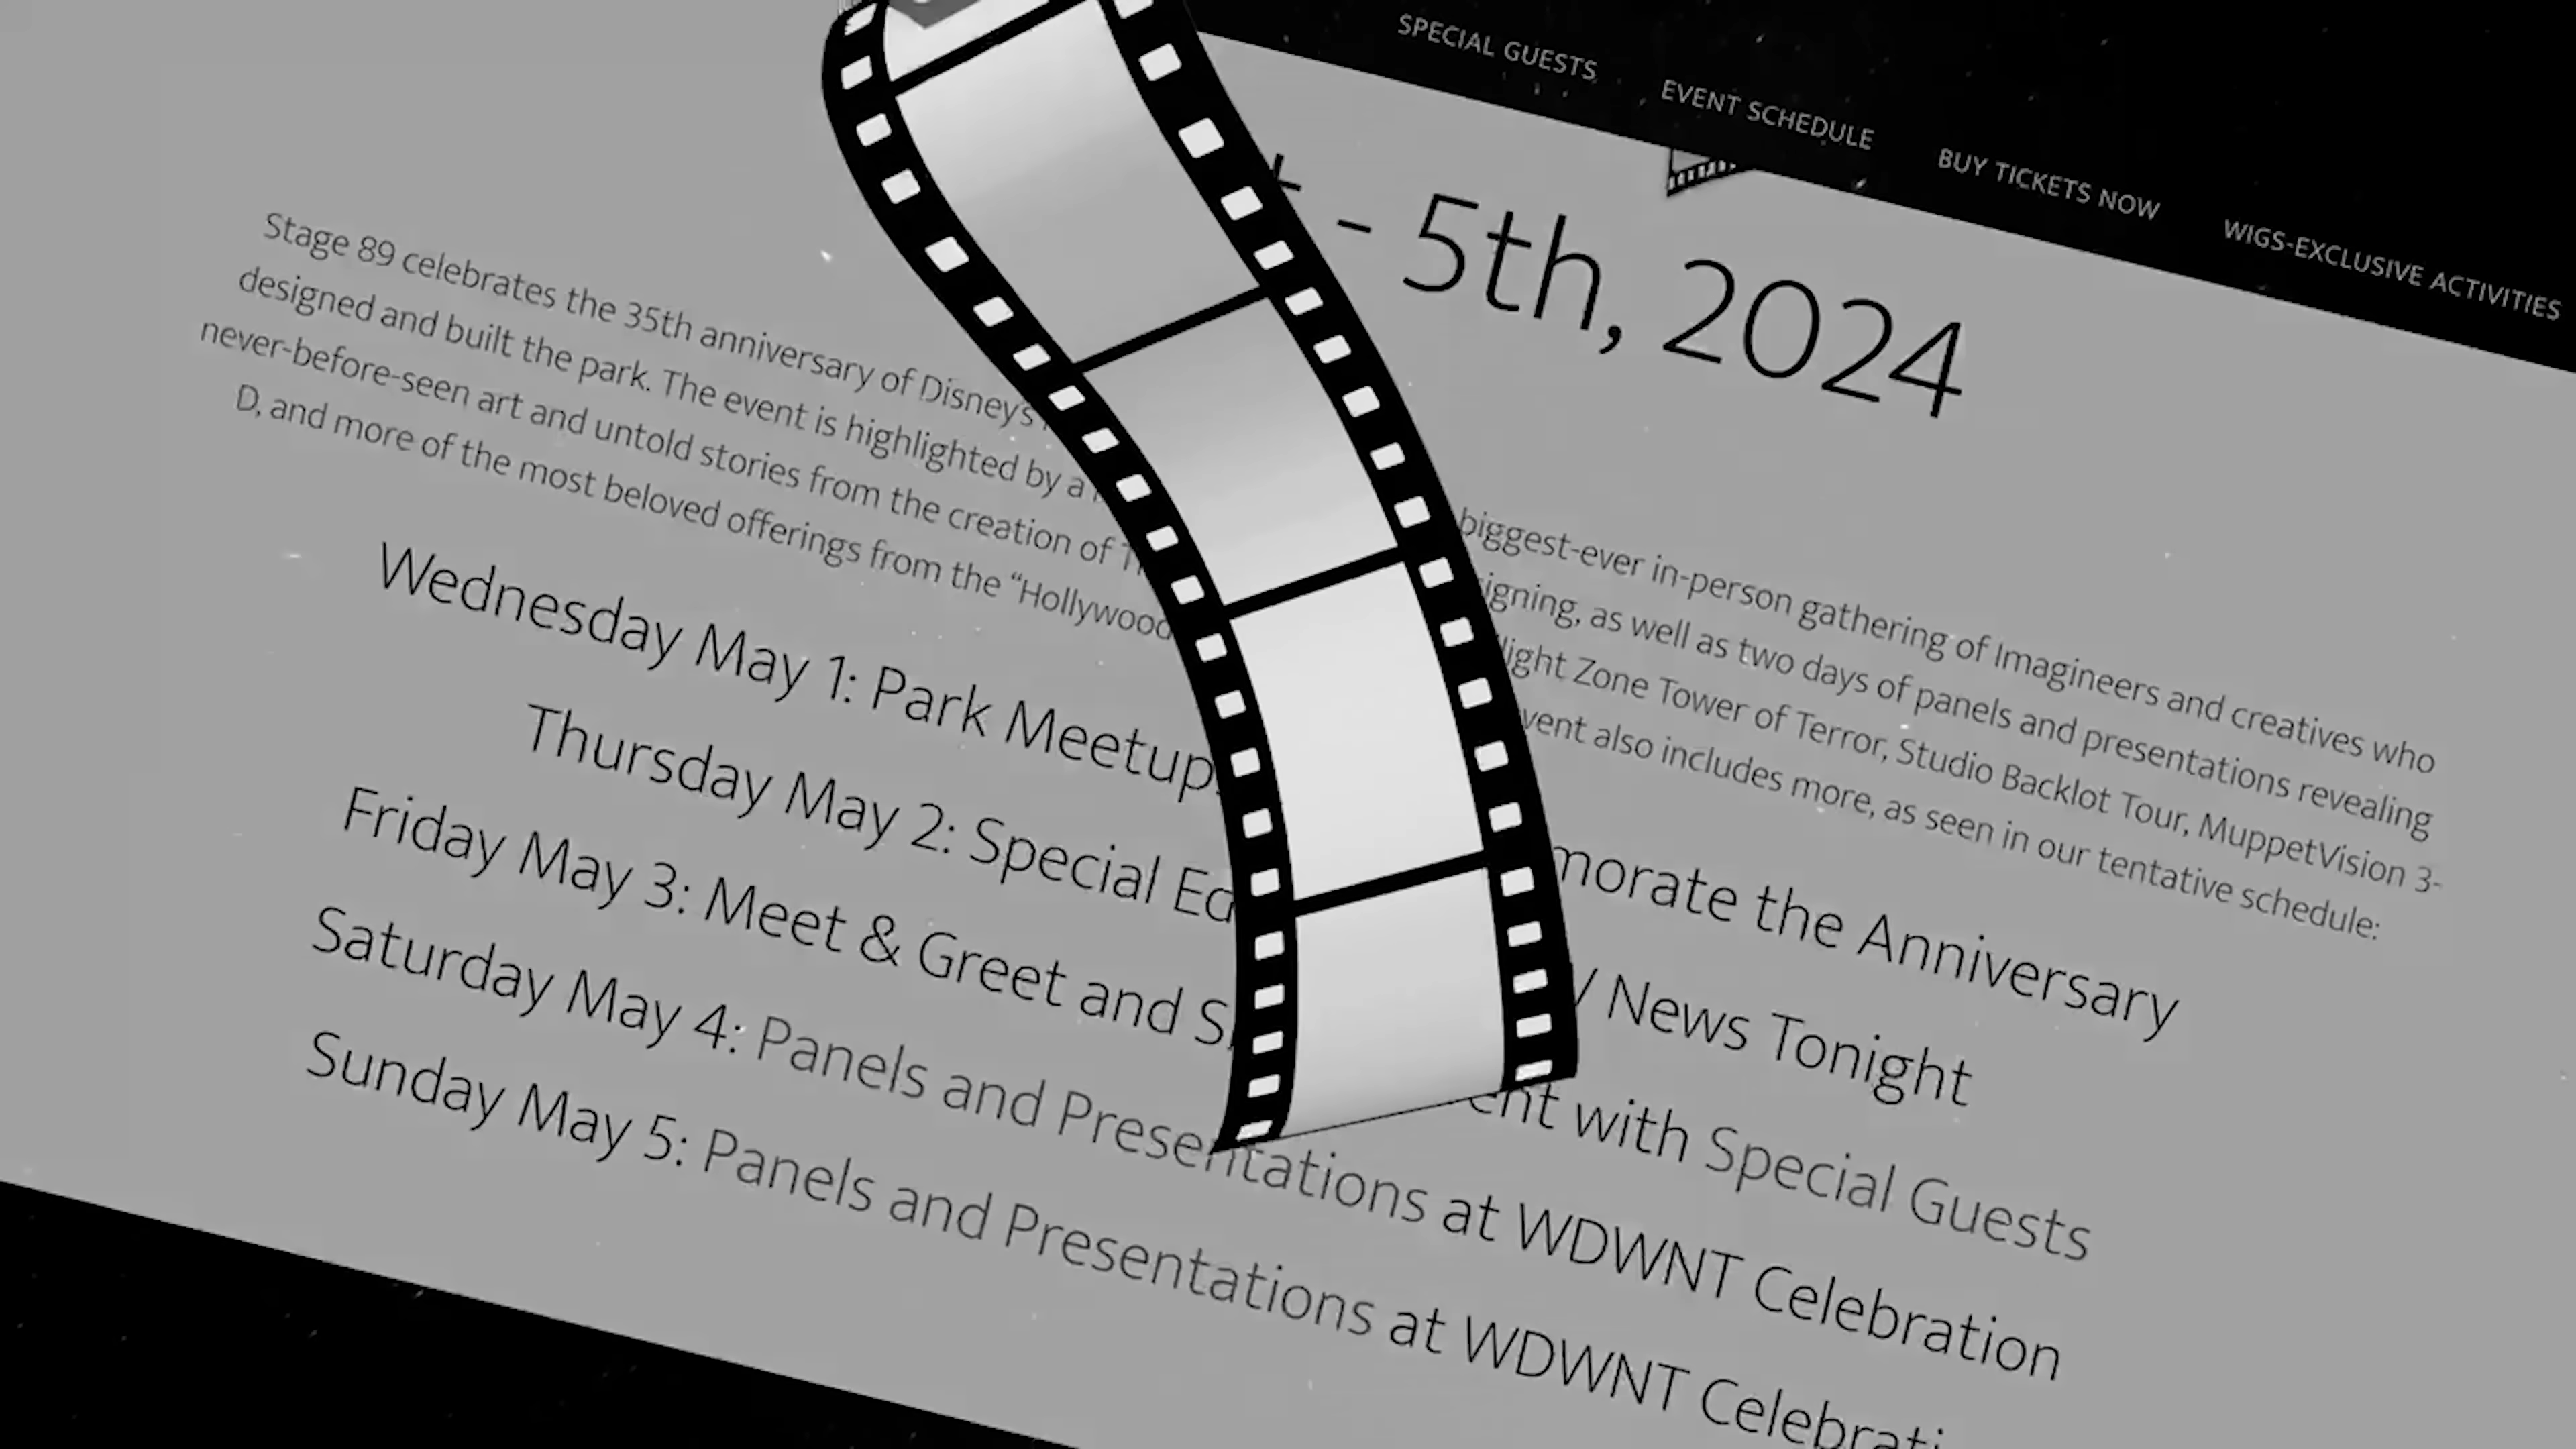 SPECIAL GUESTS EVENT SCHEDULE BUY TICKETS NOW WIGS-EXCLUSIVE ACTIVITIES
- 5th, 2024
Stage 89 celebrates the 35th anniversary of Disney's biggest-ever in-person gathering of Imagineers and creatives who
designed and built the park. The event is highlighted by a igning, as well as two days of panels and presentations revealing
never-before-seen art and untold stories from the creation of light Zone Tower of Terror, Studio Backlot Tour, MuppetVision 3-
D, and more of the most beloved offerings from the “Hollywood vent also includes more, as seen in our tentative schedule:
Wednesday May 1: Park Meetup morate the Anniversary
Thursday May 2: Special Ed y News Tonight
Friday May 3: Meet & Greet and S ent with Special Guests
Saturday May 4: Panels and Presentations at WDWNT Celebration
Sunday May 5: Panels and Presentations at WDWNT Celebrati